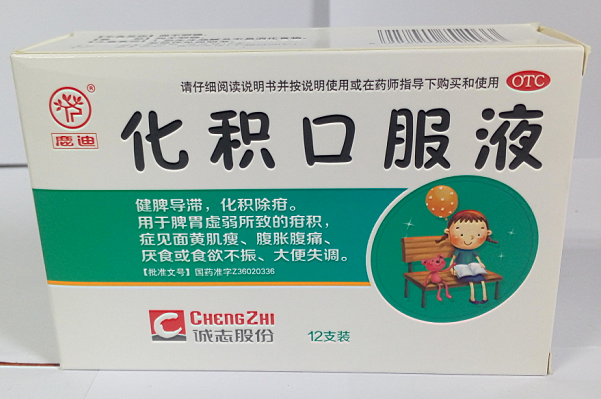 请仔细阅读说明书并按说明使用或在药师指导下购买和使用
OTC
®
鹿迪
化积口服液
健脾导滞，化积除疳。
用于脾胃虚弱所致的疳积，
症见面黄肌瘦、腹胀腹痛、
厌食或食欲不振、大便失调。
【批准文号】国药准字Z36020336
CHENGZHI
诚志股份
12支装